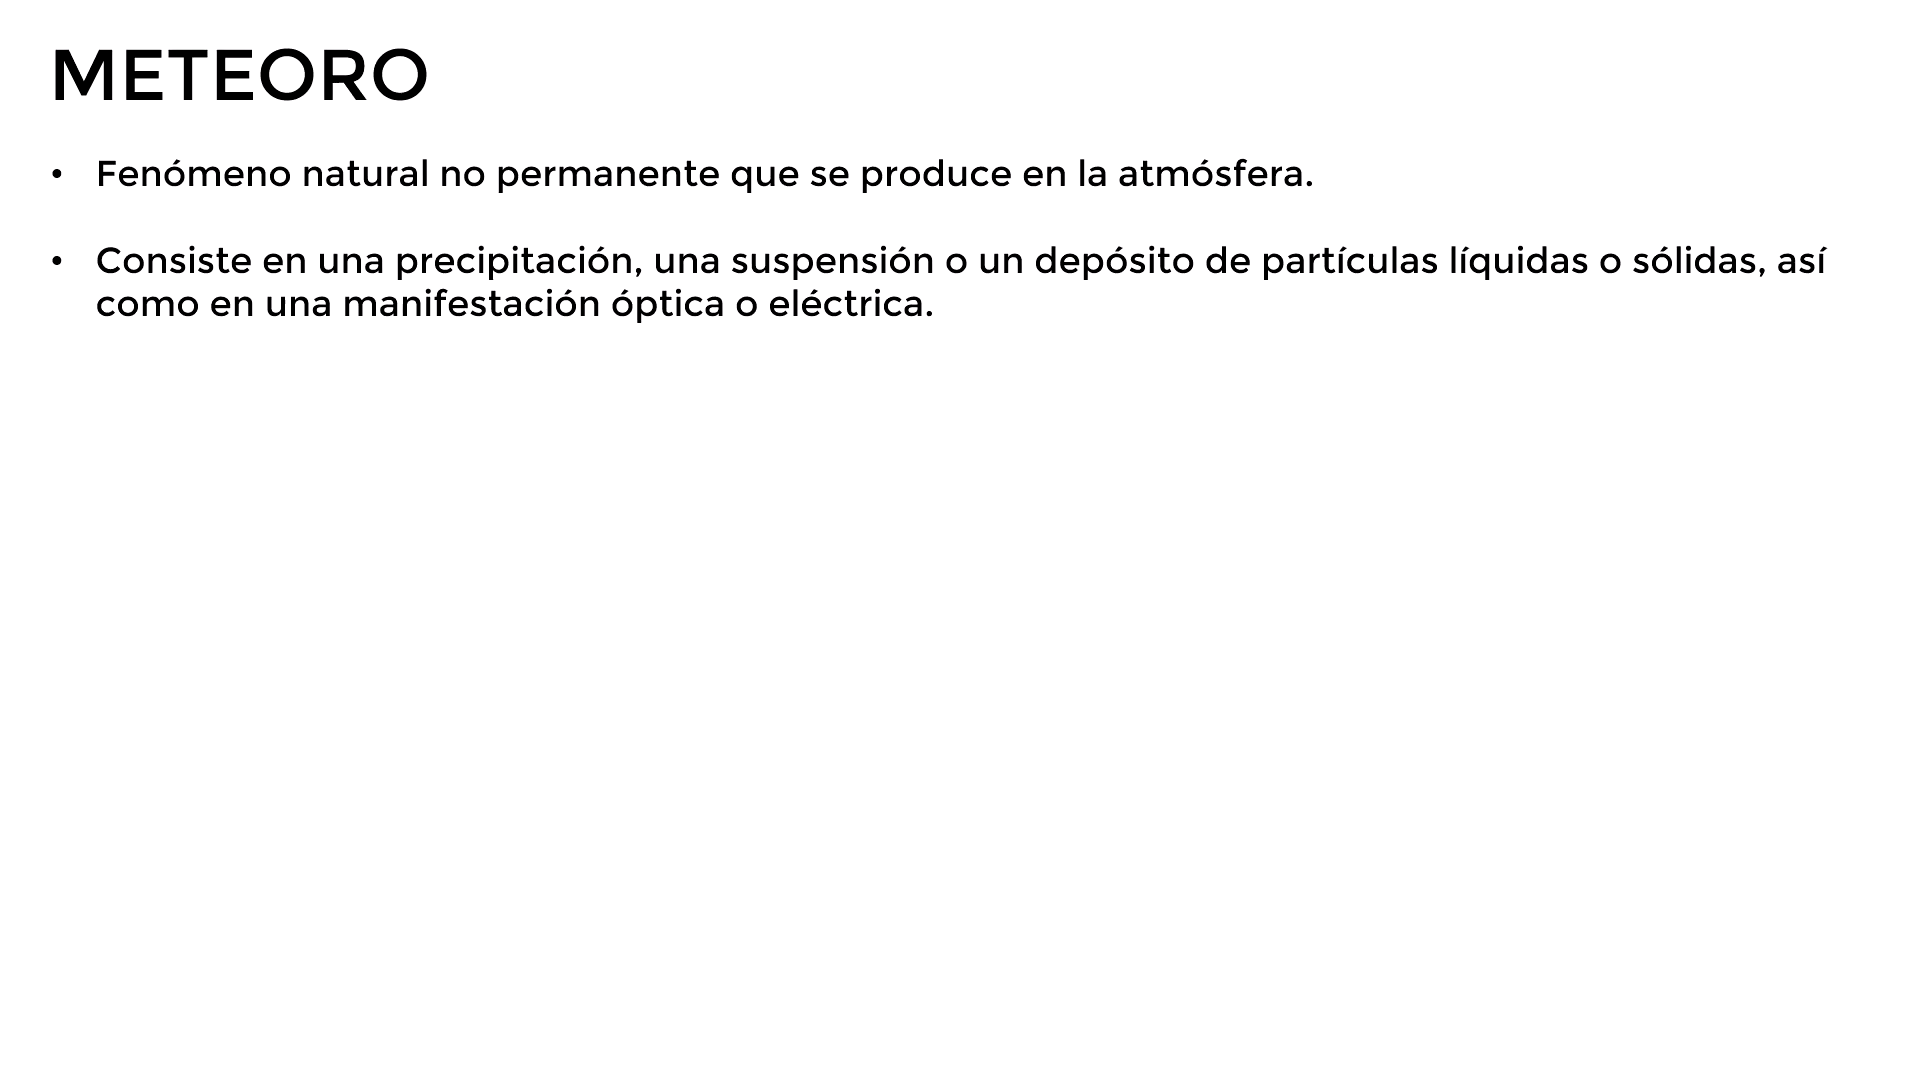 METEORO
• Fenómeno natural no permanente que se produce en la atmósfera.
• Consiste en una precipitación, una suspensión o un depósito de partículas líquidas o sólidas, así
como en una manifestación óptica o eléctrica.